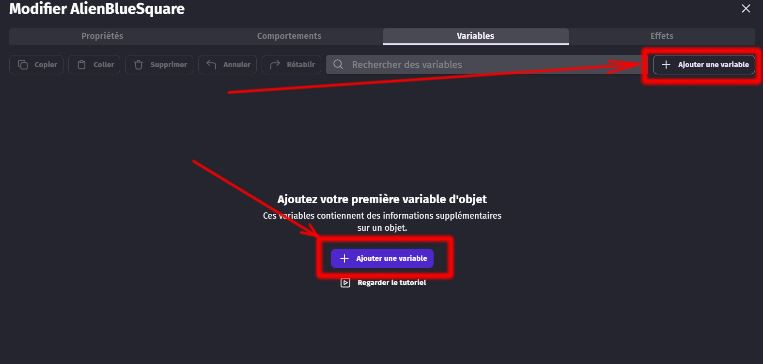 Modifier AlienBlueSquare
Propriétés Comportements Variables Effets
Copier Coller Supprimer Annuler Rétablir Rechercher des variables Ajouter une variable
Ajoutez votre première variable d'objet
Ces variables contiennent des informations supplémentaires
sur un objet.
Ajouter une variable
Regarder le tutoriel